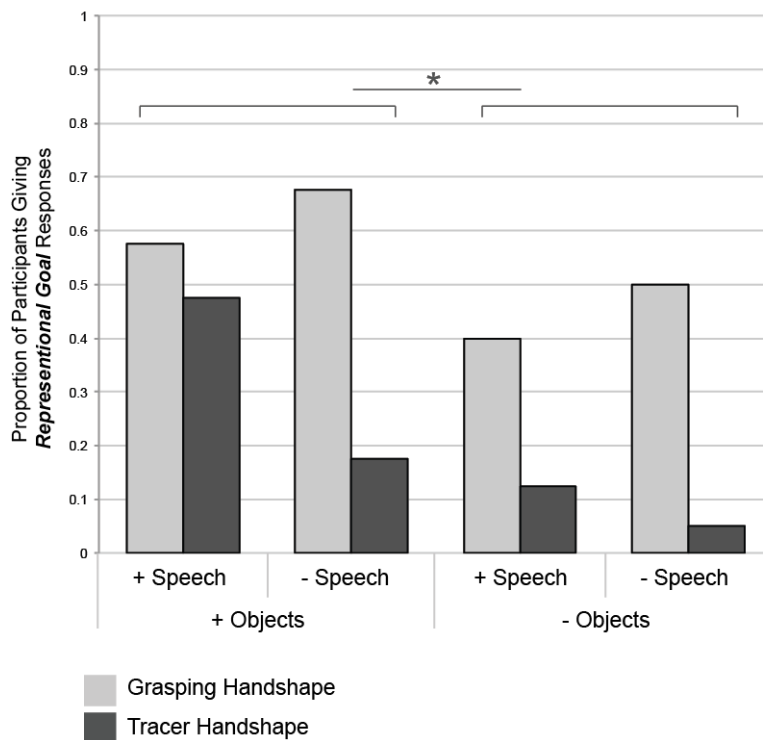 Proportion of Participants Giving
Represenional Goal Responses
1
0.9
0.8
0.7
0.6
0.5
0.4
0.3
0.2
0.1
0
*
+ Speech - Speech + Speech - Speech
+ Objects - Objects
Grasping Handshape
Tracer Handshape